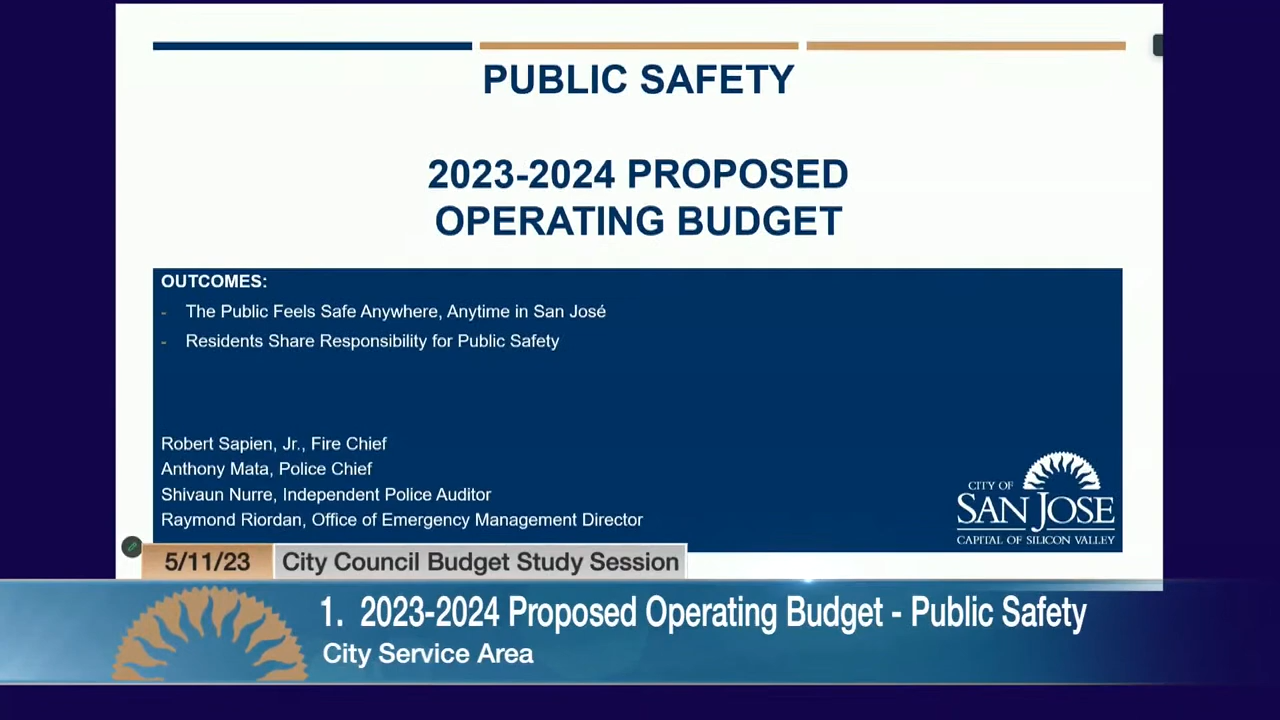 PUBLIC SAFETY
2023-2024 PROPOSED
OPERATING BUDGET
OUTCOMES:
- The Public Feels Safe Anywhere, Anytime in San José
- Residents Share Responsibility for Public Safety
Robert Sapien, Jr., Fire Chief
Anthony Mata, Police Chief
Shivaun Nurre, Independent Police Auditor
Raymond Riordan, Office of Emergency Management Director
CITY OF
SAN JOSE
CAPITAL OF SILICON VALLEY
5/11/23 City Council Budget Study Session
1. 2023-2024 Proposed Operating Budget - Public Safety
City Service Area